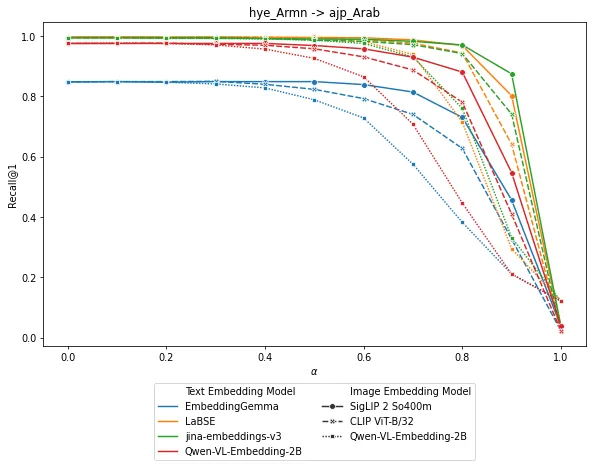 hye_Armn -> ajp_Arab
Recall@1
1.0
0.8
0.6
0.4
0.2
0.0
0.0 0.2 0.4 0.6 0.8 1.0
α
Text Embedding Model Image Embedding Model
EmbeddingGemma SigLIP 2 So400m
LaBSE CLIP ViT-B/32
jina-embeddings-v3 Qwen-VL-Embedding-2B
Qwen-VL-Embedding-2B